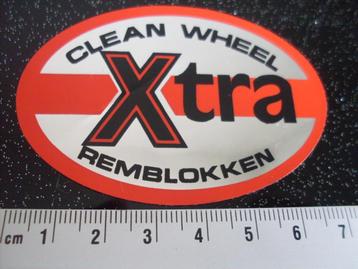 CLEAN WHEEL
Xtra
REMBLOKKEN
cm 1 2 3 4 5 6 7